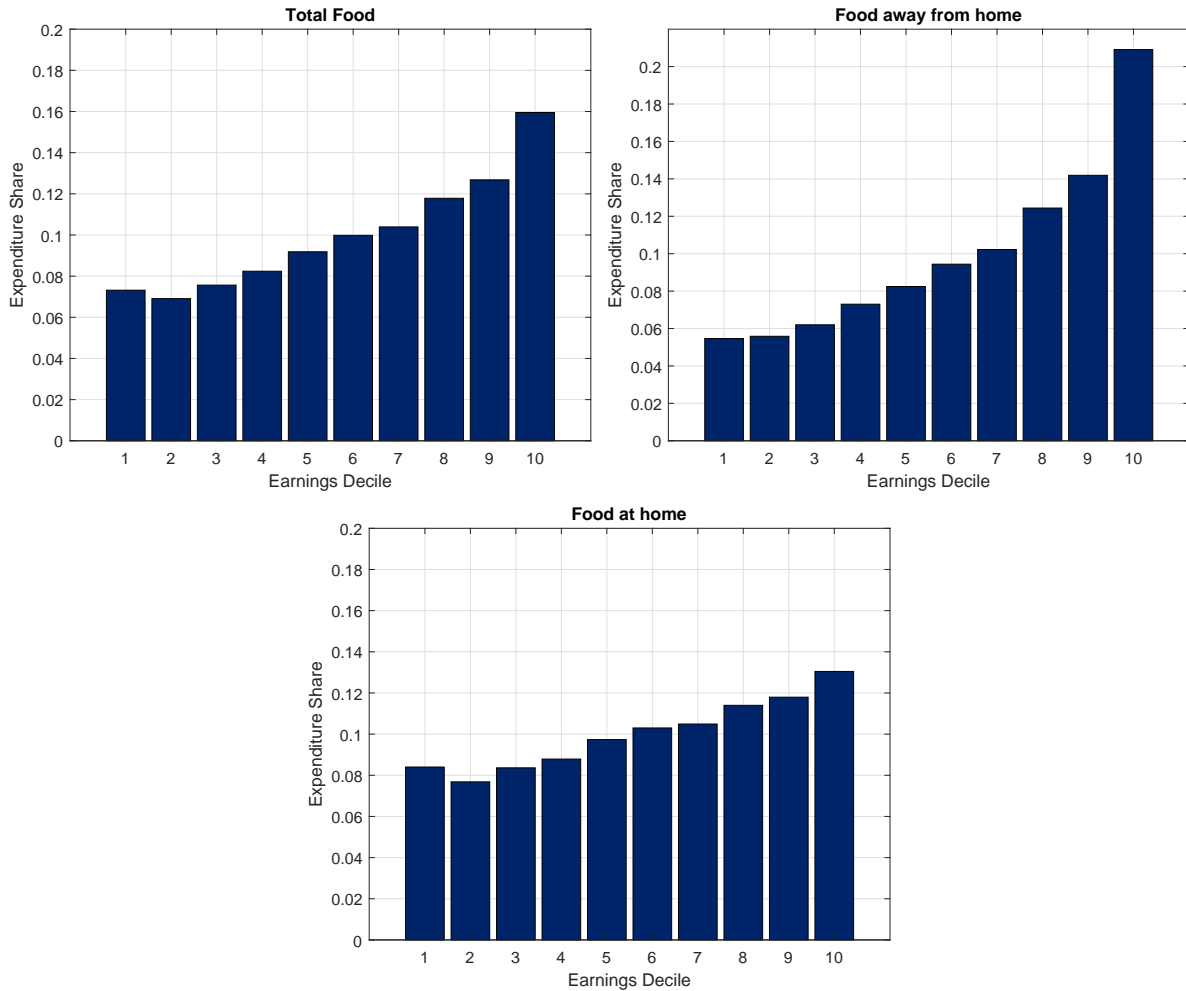 Total Food
0.2
0.18
0.16
0.14
0.12
0.1
0.08
0.06
0.04
0.02
0
Expenditure Share
1 2 3 4 5 6 7 8 9 10
Earnings Decile
Food away from home
0.2
0.18
0.16
0.14
0.12
0.1
0.08
0.06
0.04
0.02
0
Expenditure Share
1 2 3 4 5 6 7 8 9 10
Earnings Decile
Food at home
0.2
0.18
0.16
0.14
0.12
0.1
0.08
0.06
0.04
0.02
0
Expenditure Share
1 2 3 4 5 6 7 8 9 10
Earnings Decile